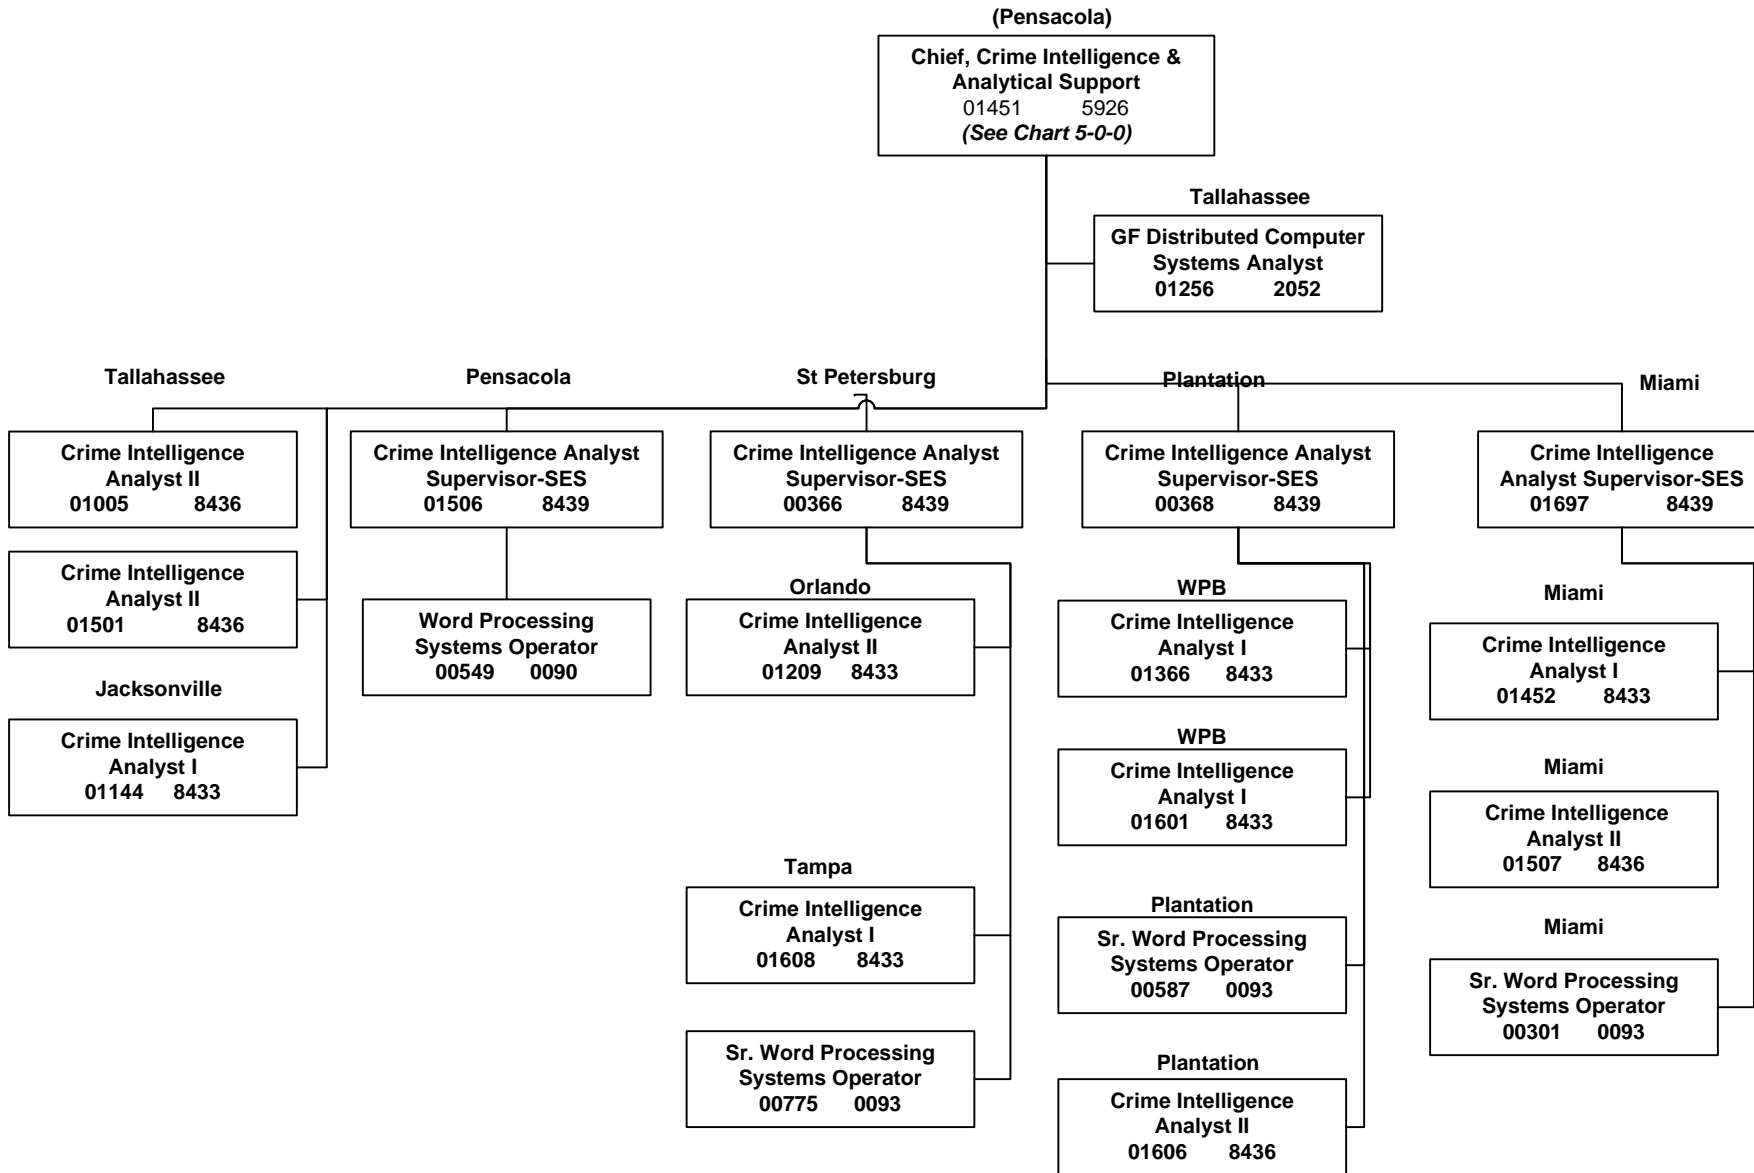 (Pensacola)
Chief, Crime Intelligence &
Analytical Support
01451 5926
(See Chart 5-0-0)
Tallahassee
GF Distributed Computer
Systems Analyst
01256 2052
Tallahassee
Crime Intelligence
Analyst II
01005 8436
Crime Intelligence
Analyst II
01501 8436
Jacksonville
Crime Intelligence
Analyst I
01144 8433
Pensacola
Crime Intelligence Analyst
Supervisor-SES
01506 8439
Word Processing
Systems Operator
00549 0090
St Petersburg
Crime Intelligence Analyst
Supervisor-SES
00366 8439
Orlando
Crime Intelligence
Analyst II
01209 8433
Tampa
Crime Intelligence
Analyst I
01608 8433
Sr. Word Processing
Systems Operator
00775 0093
Plantation
Crime Intelligence Analyst
Supervisor-SES
00368 8439
WPB
Crime Intelligence
Analyst I
01366 8433
WPB
Crime Intelligence
Analyst I
01601 8433
Plantation
Sr. Word Processing
Systems Operator
00587 0093
Plantation
Crime Intelligence
Analyst II
01606 8436
Miami
Crime Intelligence
Analyst Supervisor-SES
01697 8439
Miami
Crime Intelligence
Analyst I
01452 8433
Miami
Crime Intelligence
Analyst II
01507 8436
Miami
Sr. Word Processing
Systems Operator
00301 0093